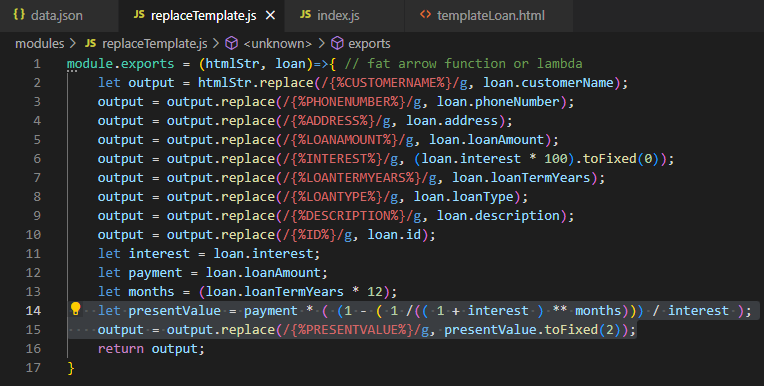 {} data.json JS replaceTemplate.js × JS index.js <> templateLoan.html
modules > JS replaceTemplate.js > <unknown> > exports
1 module.exports = (htmlStr, loan)=>{ // fat arrow function or lambda
2 let output = htmlStr.replace(/{%CUSTOMERNAME%}/g, loan.customerName);
3 output = output.replace(/{%PHONENUMBER%}/g, loan.phoneNumber);
4 output = output.replace(/{%ADDRESS%}/g, loan.address);
5 output = output.replace(/{%LOANAMOUNT%}/g, loan.loanAmount);
6 output = output.replace(/{%INTEREST%}/g, (loan.interest * 100).toFixed(0));
7 output = output.replace(/{%LOANTERMYEARS%}/g, loan.loanTermYears);
8 output = output.replace(/{%LOANTYPE%}/g, loan.loanType);
9 output = output.replace(/{%DESCRIPTION%}/g, loan.description);
10 output = output.replace(/{%ID%}/g, loan.id);
11 let interest = loan.interest;
12 let payment = loan.loanAmount;
13 let months = (loan.loanTermYears * 12);
14 let presentValue = payment * ( (1 - ( 1 /(( 1 + interest ) ** months))) / interest );
15 output = output.replace(/{%PRESENTVALUE%}/g, presentValue.toFixed(2));
16 return output;
17 }